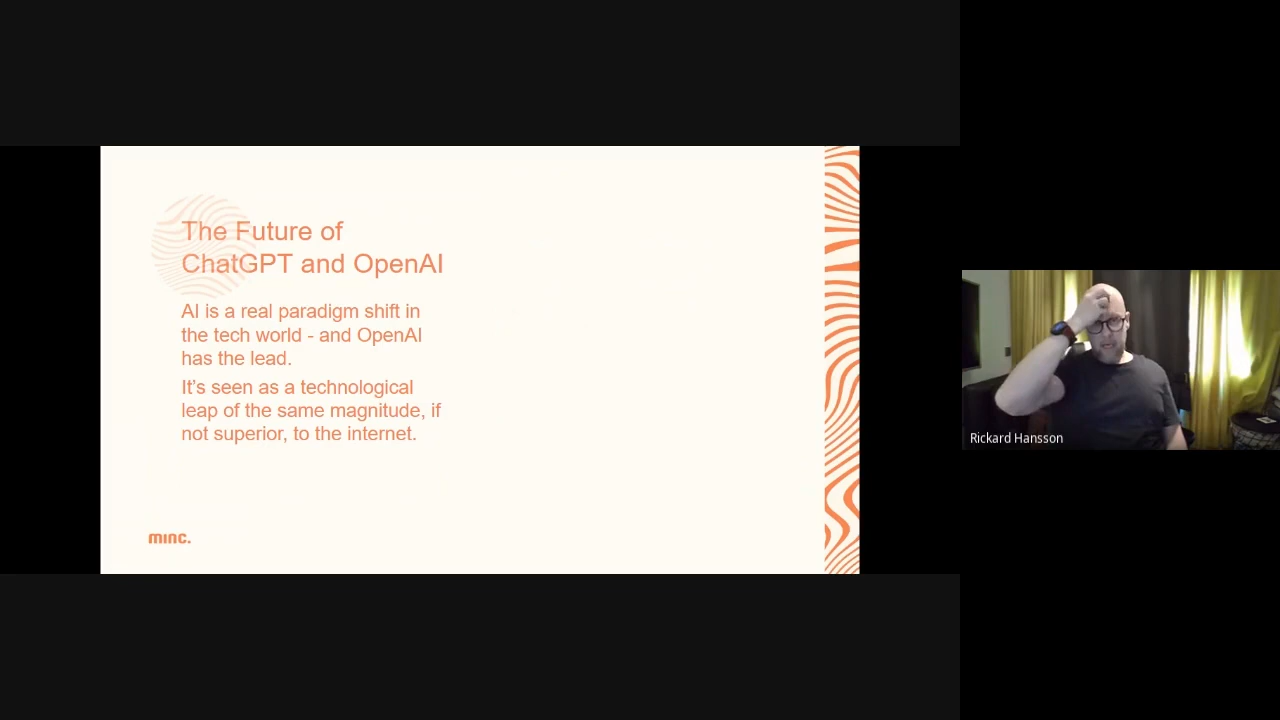 The Future of
ChatGPT and OpenAI
AI is a real paradigm shift in
the tech world - and OpenAI
has the lead.
It’s seen as a technological
leap of the same magnitude, if
not superior, to the internet.
minc.
Rickard Hansson